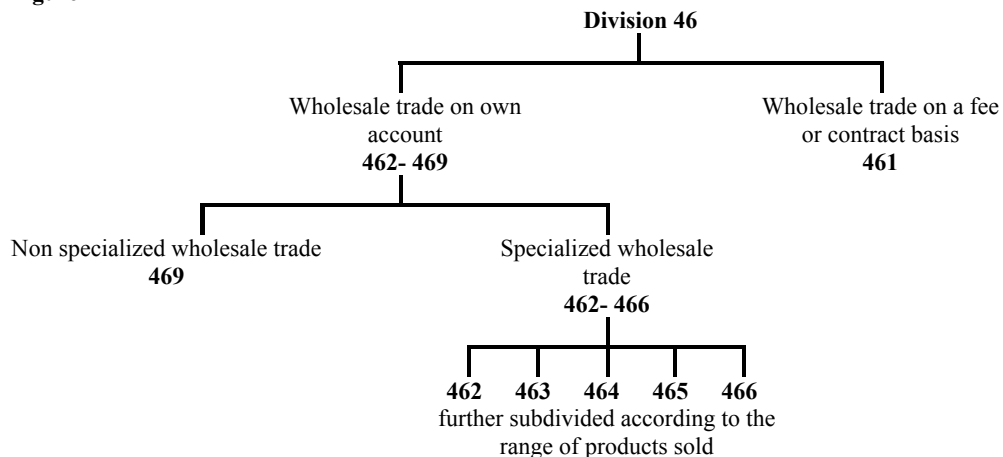 Division 46
Wholesale trade on own
account
462- 469
Wholesale trade on a fee
or contract basis
461
Non specialized wholesale trade
469
Specialized wholesale
trade
462- 466
462 463 464 465 466
further subdivided according to the
range of products sold